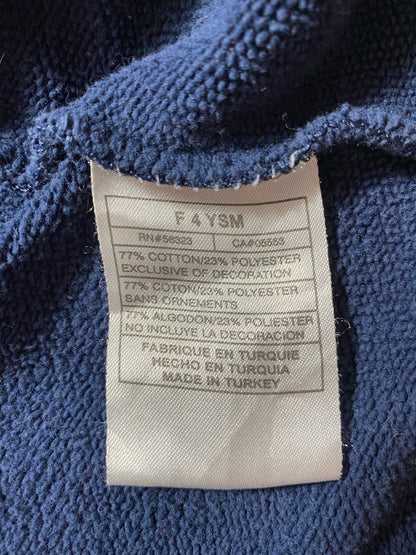 F 4 YSM
RN#56323 CA#05553
77% COTTON/23% POLYESTER
EXCLUSIVE OF DECORATION
77% COTON/23% POLYESTER
SANS ORNEMENTS
77% ALGODON/23% POLIESTER
NO INCLUYE LA DECORACIÓN
FABRIQUE EN TURQUIE
HECHO EN TURQUIA
MADE IN TURKEY